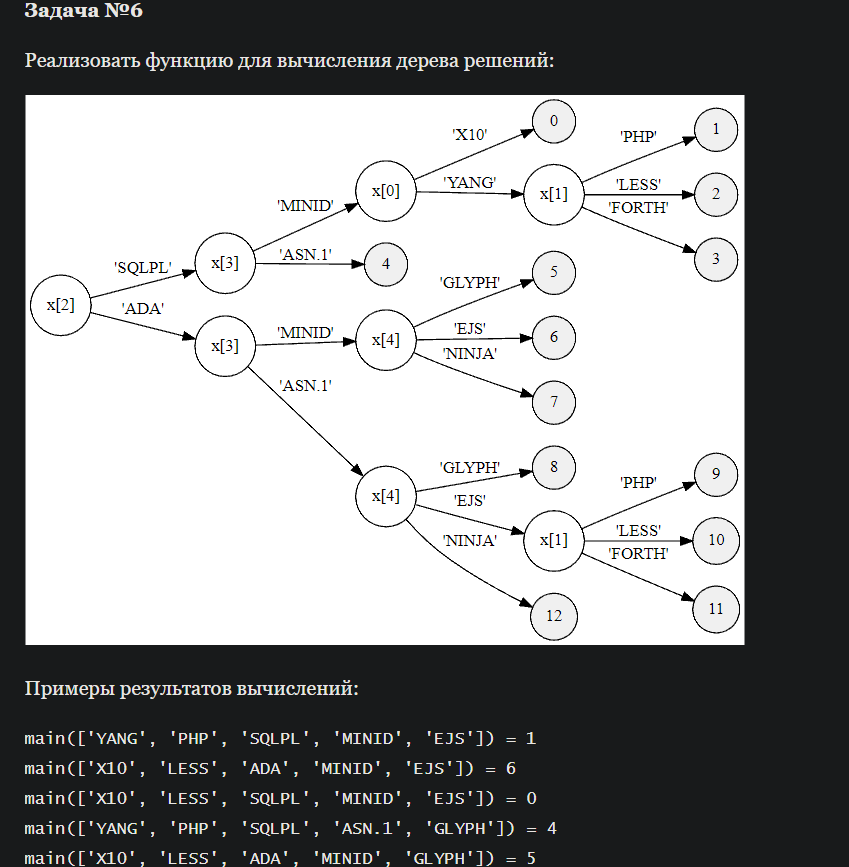 Задача №6
Реализовать функцию для вычисления дерева решений:
'X10'
0
'PHP'
1
x[0]
'YANG'
x[1]
'LESS'
2
'MINID'
'FORTH'
'SQLPL'
x[3]
'ASN.1'
4
3
'GLYPH'
5
x[2]
'ADA'
'MINID'
x[4]
'EJS'
6
x[3]
'NINJA'
'ASN.1'
7
'GLYPH'
8
'PHP'
9
x[4]
'EJS'
'NINJA'
x[1]
'LESS'
10
'FORTH'
12
11
Примеры результатов вычислений:
main(['YANG', 'PHP', 'SQLPL', 'MINID', 'EJS']) = 1
main(['X10', 'LESS', 'ADA', 'MINID', 'EJS']) = 6
main(['X10', 'LESS', 'SQLPL', 'MINID', 'EJS']) = 0
main(['YANG', 'PHP', 'SQLPL', 'ASN.1', 'GLYPH']) = 4
main(['X10', 'LESS', 'ADA', 'MINID', 'GLYPH']) = 5